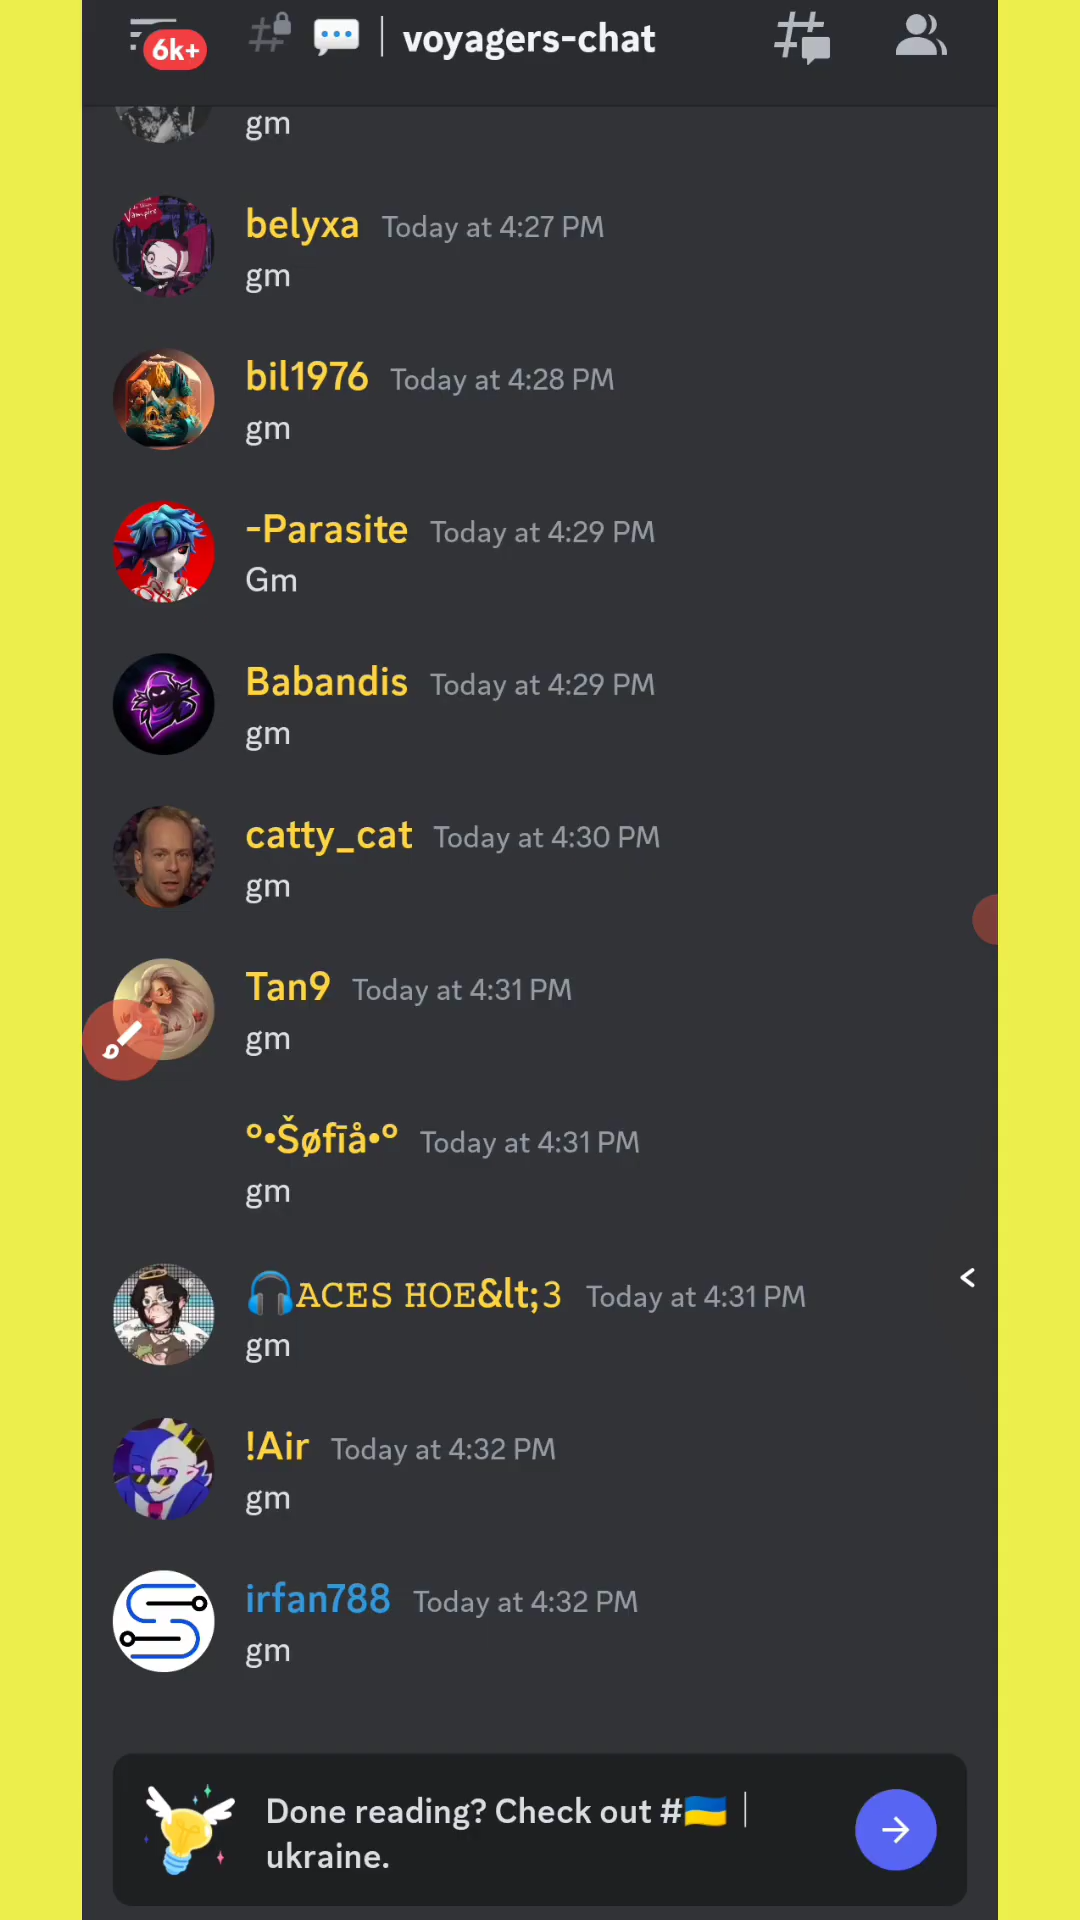 6k+
# 💬 | voyagers-chat
gm
Vampire
belyxa Today at 4:27 PM
gm
bil1976 Today at 4:28 PM
gm
-Parasite Today at 4:29 PM
Gm
Babandis Today at 4:29 PM
gm
catty_cat Today at 4:30 PM
gm
Tan9 Today at 4:31 PM
gm
°•Šøfīå•° Today at 4:31 PM
gm
🎧𝙰𝙲𝙴𝚂 𝙷𝙾𝙴&lt;𝟹 Today at 4:31 PM
gm
!Air Today at 4:32 PM
gm
irfan788 Today at 4:32 PM
gm
Done reading? Check out #🇺🇦 |
ukraine.